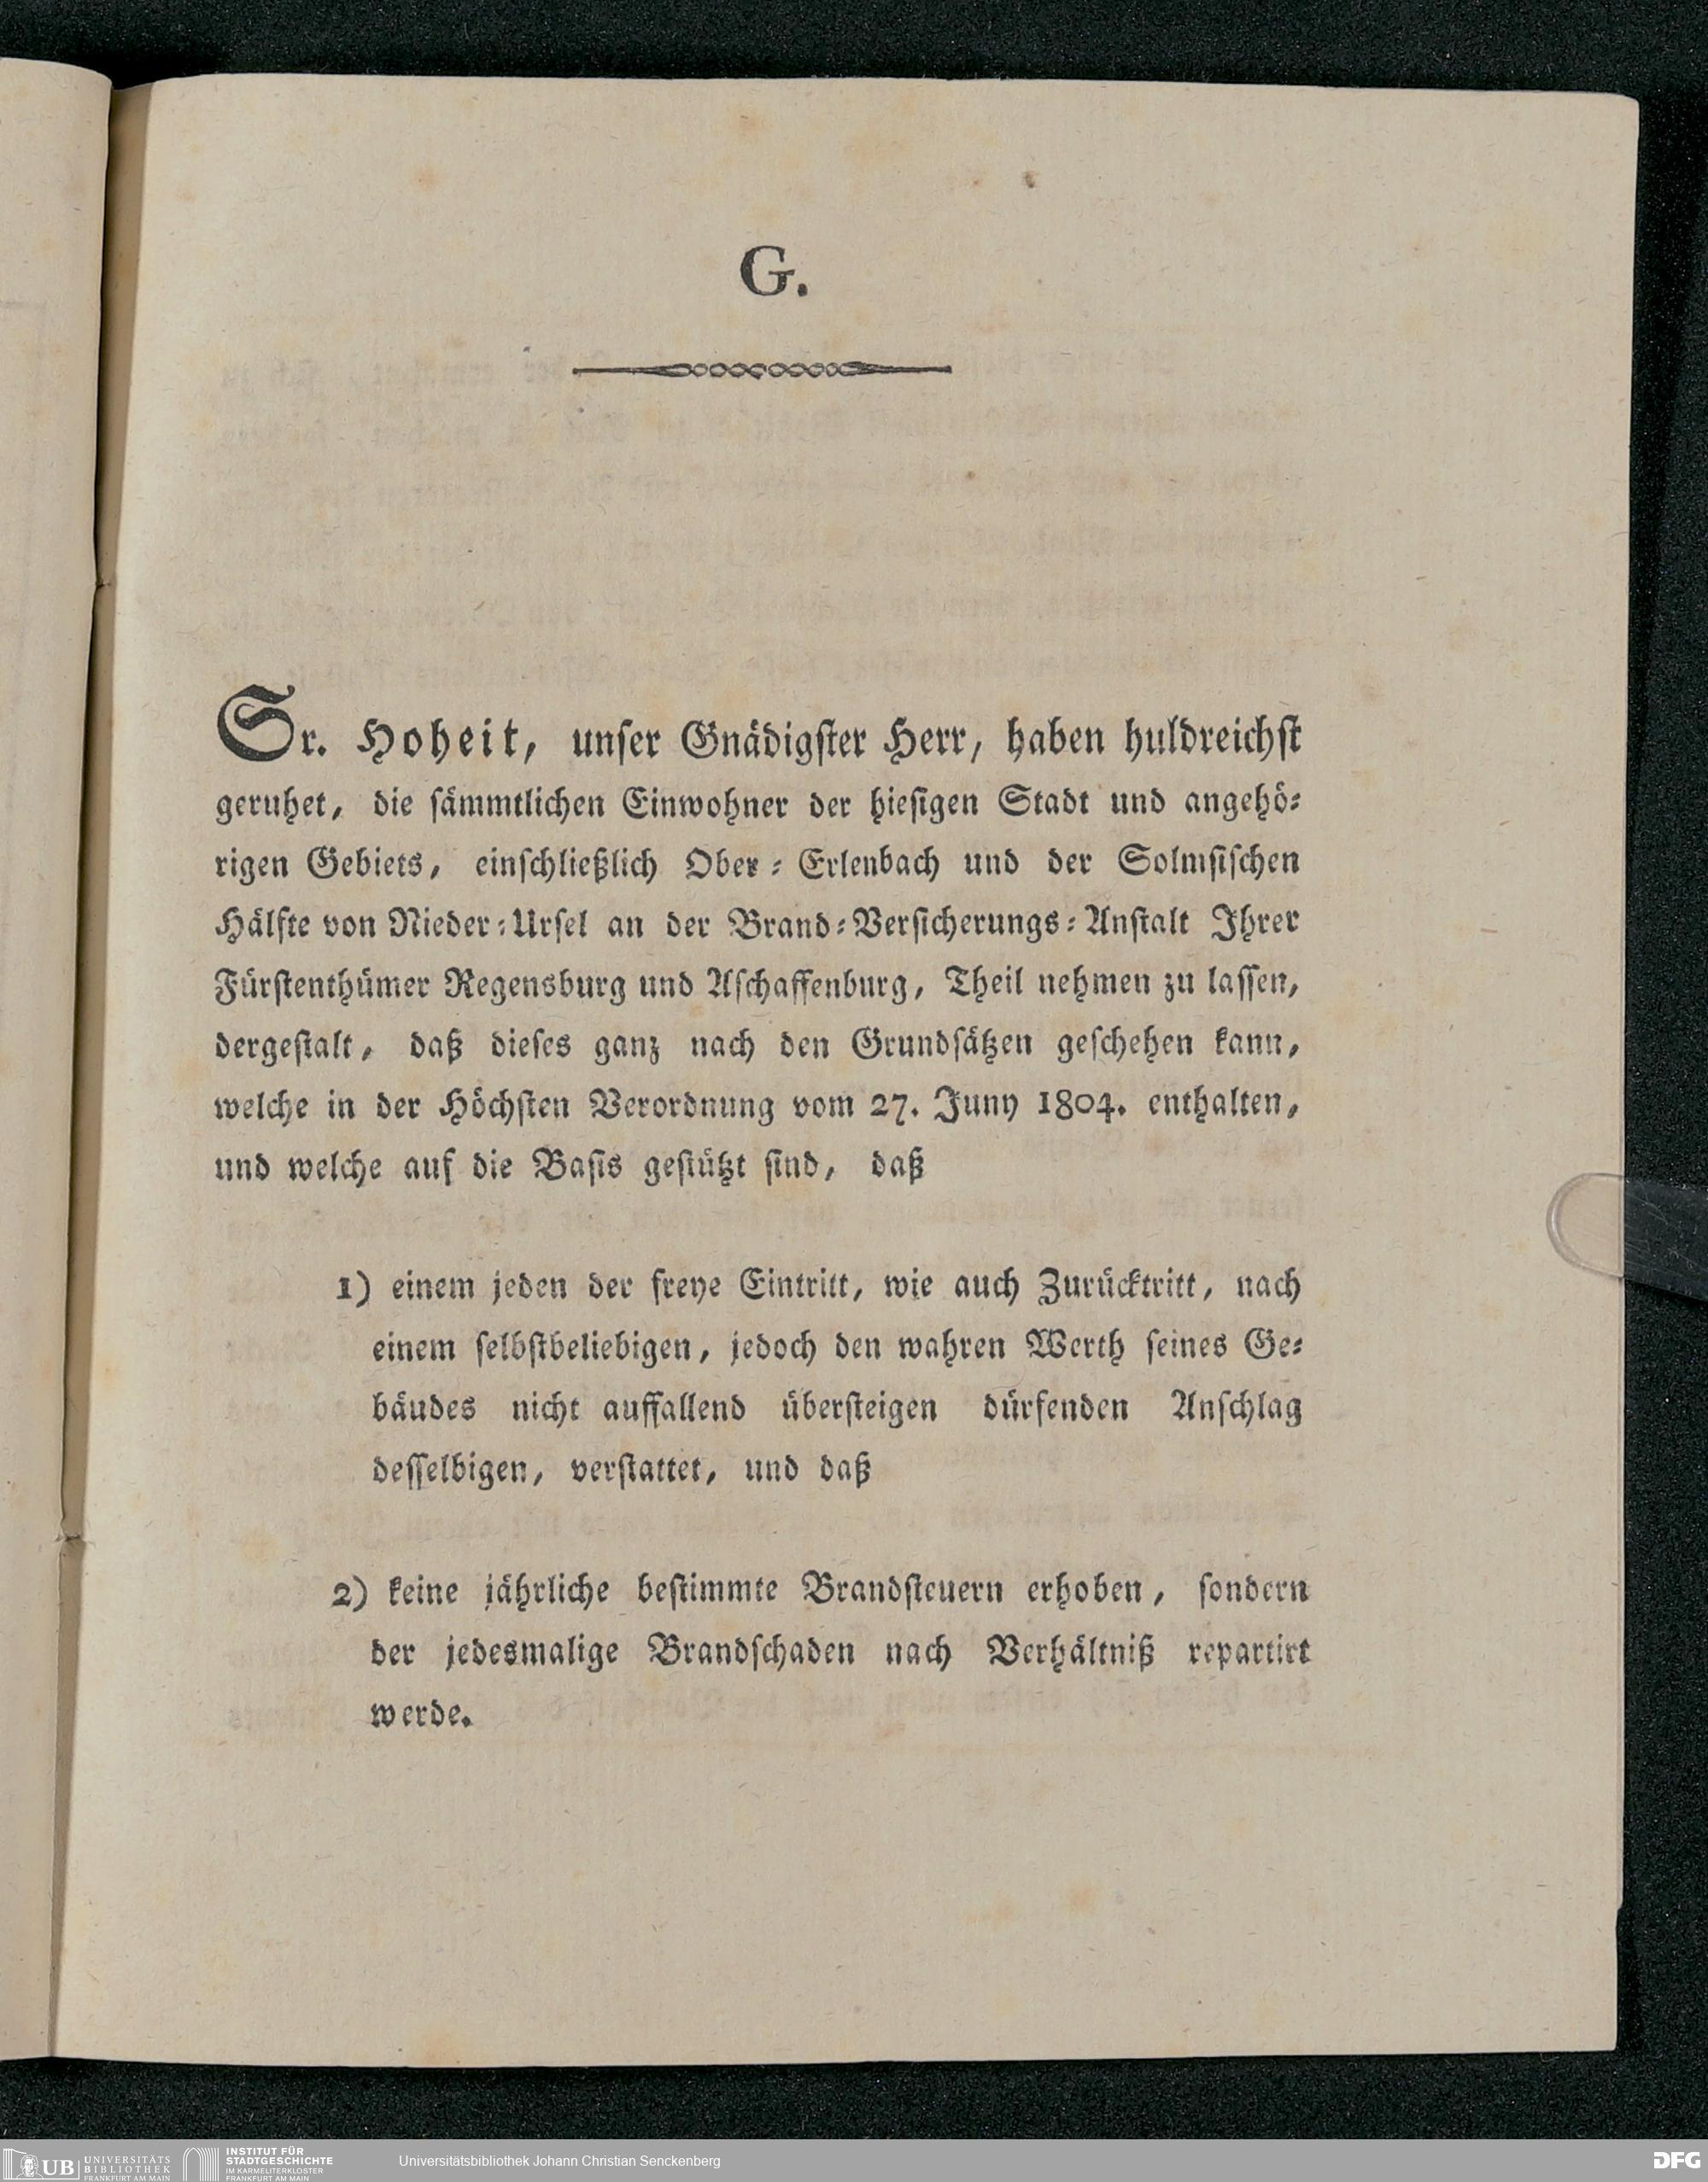 G.
Sr. Hoheit, unſer Gnädigſter Herr, haben huldreichſt
geruhet, die ſämmtlichen Einwohner der hieſigen Stadt und angehö⸗
rigen Gebiets, einſchließlich Ober⸗Erlenbach und der Solmſiſchen
Hälfte von Nieder⸗Urſel an der Brand⸗Verſicherungs⸗Anſtalt Ihrer
Fürſtenthümer Regensburg und Aſchaffenburg, Theil nehmen zu laſſen,
dergeſtalt, daß dieſes ganz nach den Grundſätzen geſchehen kann,
welche in der Höchſten Verordnung vom 27. Juny 1804. enthalten,
und welche auf die Baſis geſtützt ſind, daß
1) einem jeden der freye Eintritt, wie auch Zurücktritt, nach
einem ſelbſtbeliebigen, jedoch den wahren Werth ſeines Ge⸗
bäudes nicht auffallend überſteigen dürfenden Anſchlag
deſſelbigen, verſtattet, und daß
2) keine jährliche beſtimmte Brandſteuern erhoben, ſondern
der jedesmalige Brandſchaden nach Verhältniß repartirt
werde.
UB UNIVERSITÄTS
BIBLIOTHEK
FRANKFURT AM MAIN
INSTITUT FÜR
STADTGESCHICHTE
IM KARMELITERKLOSTER
FRANKFURT AM MAIN
Universitätsbibliothek Johann Christian Senckenberg
DFG